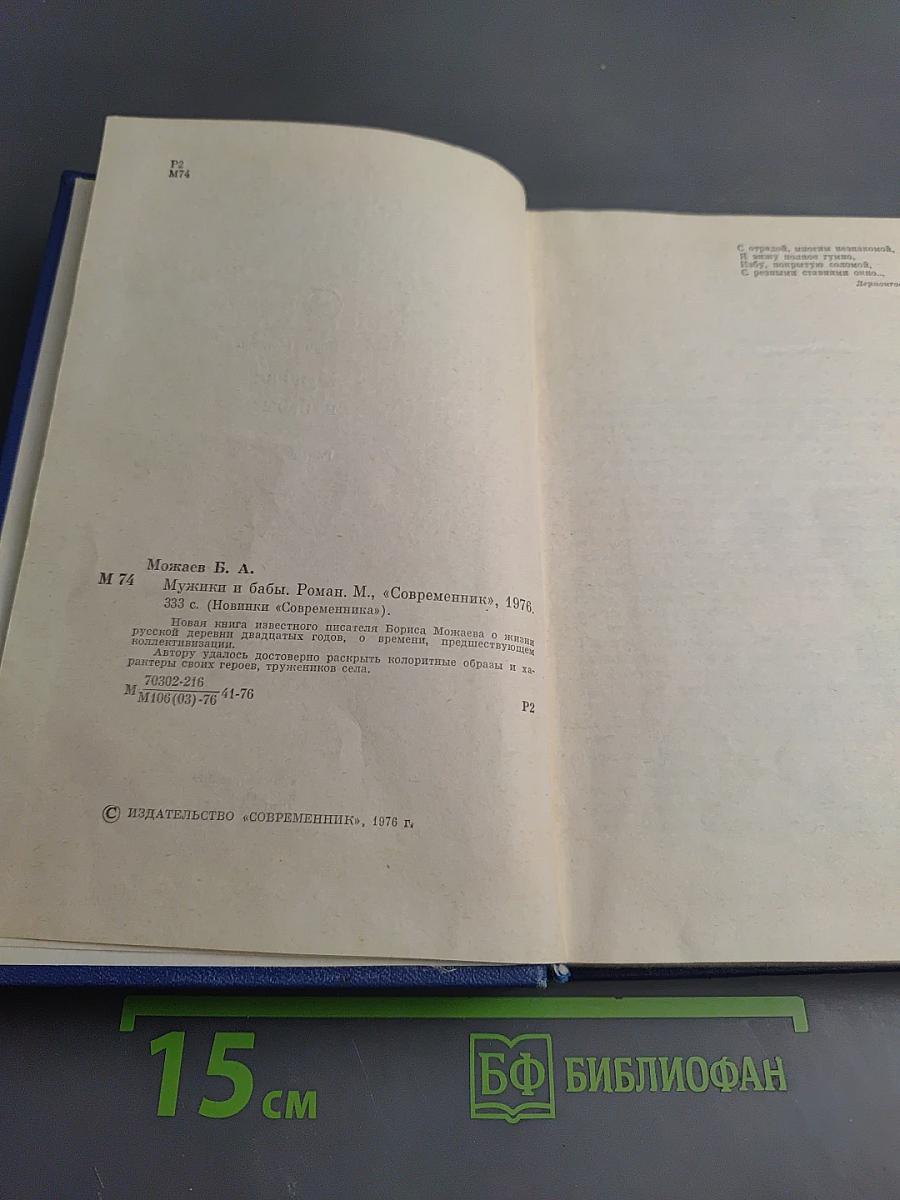 Р2
М74
Можаев Б. А.
М 74 Мужики и бабы. Роман. М., «Современник», 1976.
333 с. (Новинки «Современника»).
Новая книга известного писателя Бориса Можаева о жизни
русской деревни двадцатых годов, о времени, предшествующем
коллективизации.
Автору удалось достоверно раскрыть колоритные образы и ха-
рактеры своих героев, тружеников села.
М 70302-216
М106(03)-76 41-76
Р2
© ИЗДАТЕЛЬСТВО «СОВРЕМЕННИК», 1976 г.
С отрадой, многим незнакомой,
Я вижу полное гумно,
Избу, покрытую соломой,
С резными ставнями окно...
15 см
БФ БИБЛИОФАН